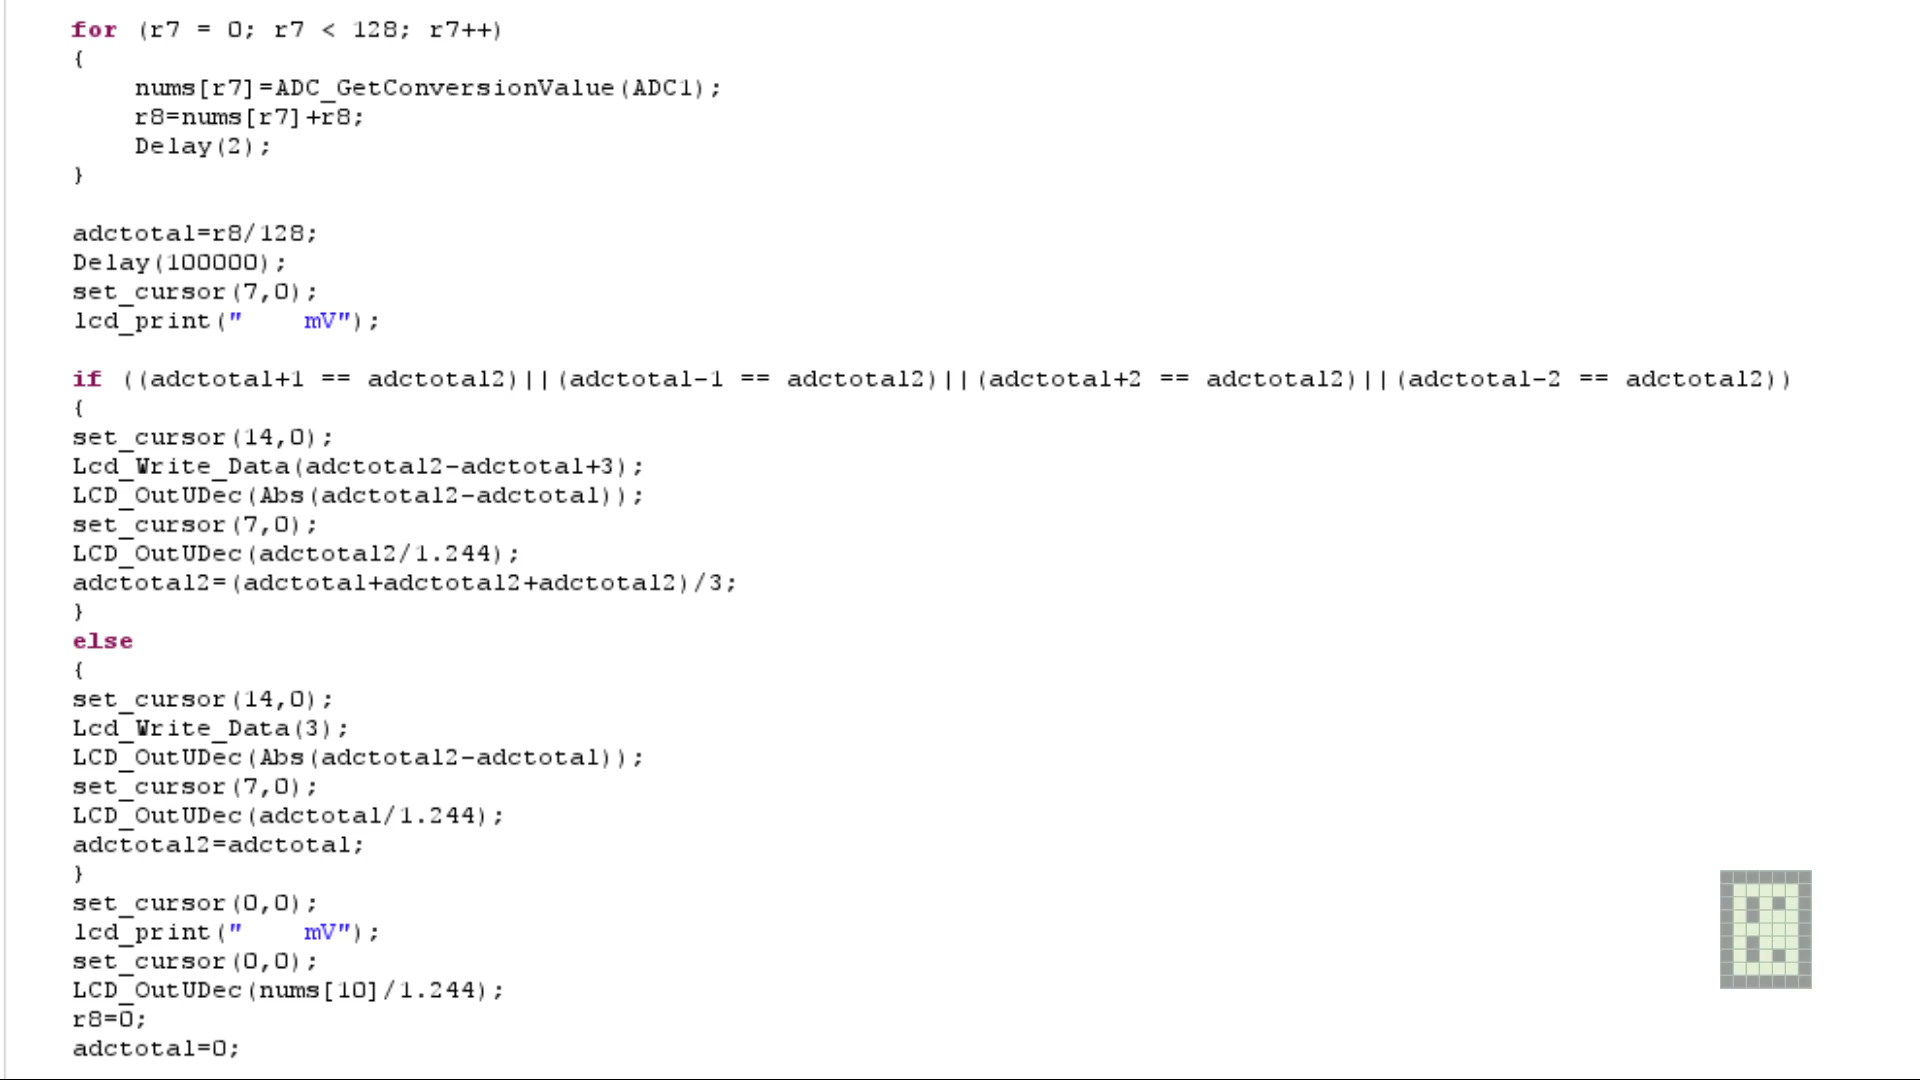 for (r7 = 0; r7 < 128; r7++)
{
nums[r7]=ADC_GetConversionValue(ADC1);
r8=nums[r7]+r8;
Delay(2);
}
adctotal=r8/128;
Delay(100000);
set_cursor(7,0);
lcd_print("    mV");
if ((adctotal+1 == adctotal2)||(adctotal-1 == adctotal2)||(adctotal+2 == adctotal2)||(adctotal-2 == adctotal2))
{
set_cursor(14,0);
Lcd_Write_Data(adctotal2-adctotal+3);
LCD_OutUDec(Abs(adctotal2-adctotal));
set_cursor(7,0);
LCD_OutUDec(adctotal2/1.244);
adctotal2=(adctotal+adctotal2+adctotal2)/3;
}
else
{
set_cursor(14,0);
Lcd_Write_Data(3);
LCD_OutUDec(Abs(adctotal2-adctotal));
set_cursor(7,0);
LCD_OutUDec(adctotal/1.244);
adctotal2=adctotal;
}
set_cursor(0,0);
lcd_print("    mV");
set_cursor(0,0);
LCD_OutUDec(nums[10]/1.244);
r8=0;
adctotal=0;